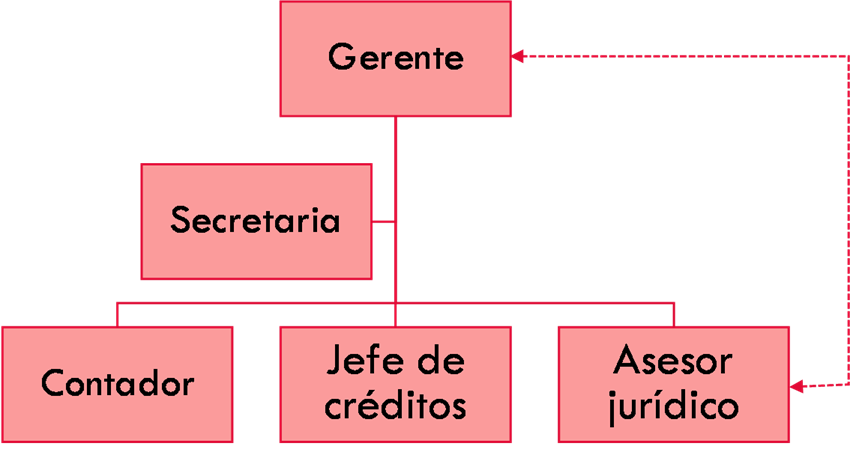 Gerente
Secretaria
Contador
Jefe de
créditos
Asesor
jurídico